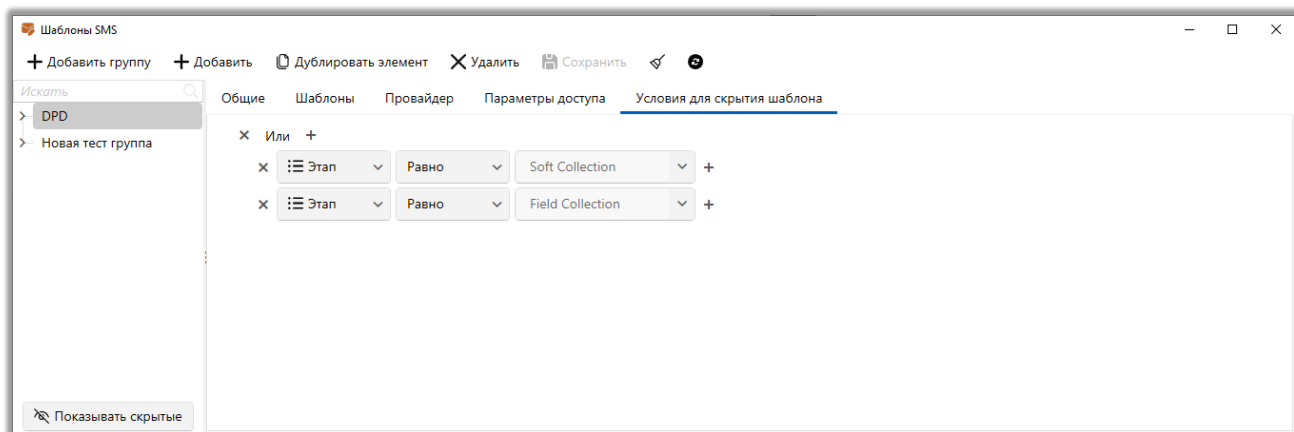 Шаблоны SMS
Добавить группу Добавить Дублировать элемент Удалить Сохранить
Искать
Общие Шаблоны Провайдер Параметры доступа Условия для скрытия шаблона
DPD
Новая тест группа
Или
Этап Равно Soft Collection
Этап Равно Field Collection
Показывать скрытые